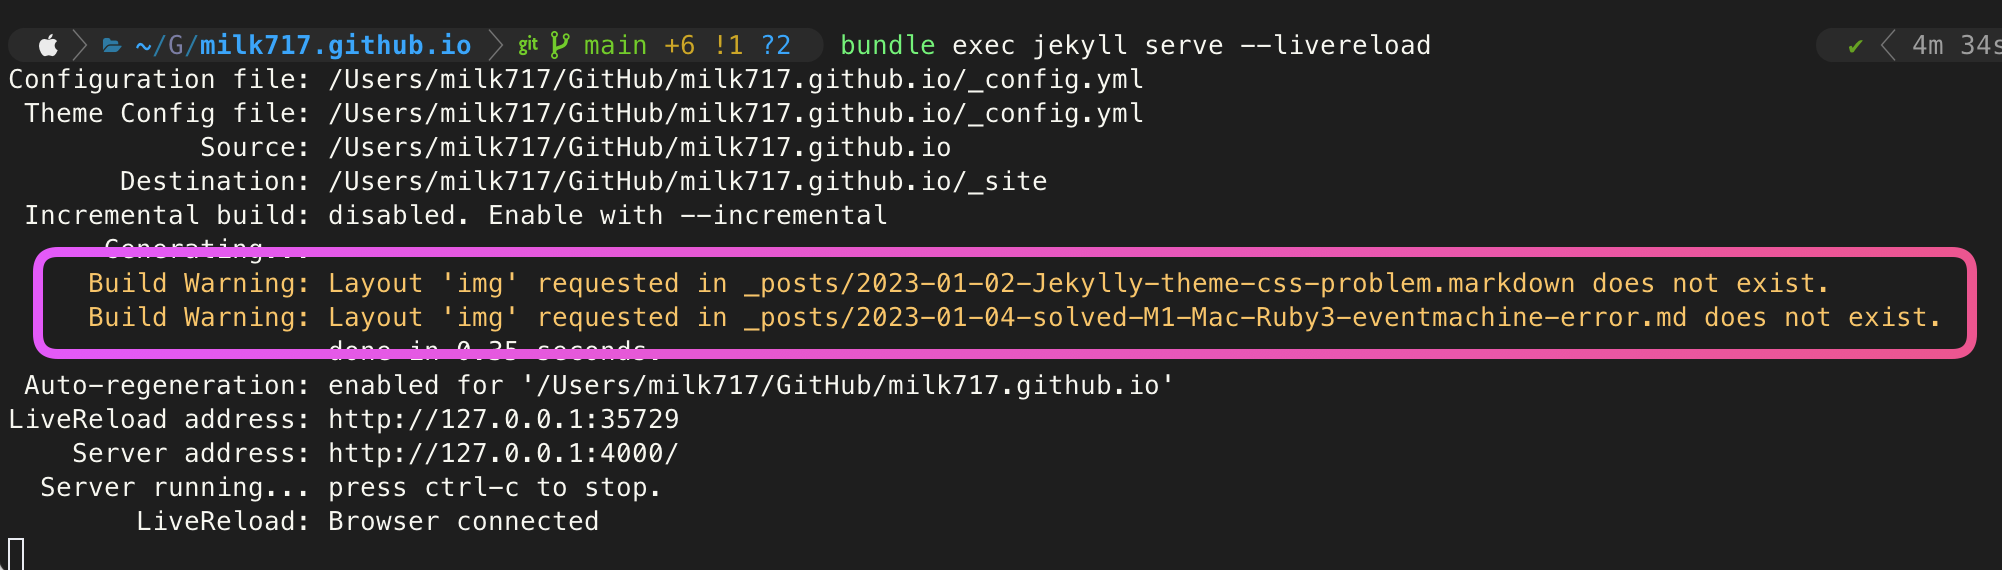 ~/G/milk717.github.io git main +6 !1 ?2 bundle exec jekyll serve --livereload ✔ 4m 34s
Configuration file: /Users/milk717/GitHub/milk717.github.io/_config.yml
Theme Config file: /Users/milk717/GitHub/milk717.github.io/_config.yml
Source: /Users/milk717/GitHub/milk717.github.io
Destination: /Users/milk717/GitHub/milk717.github.io/_site
Incremental build: disabled. Enable with --incremental
Generating...
Build Warning: Layout 'img' requested in _posts/2023-01-02-Jekylly-theme-css-problem.markdown does not exist.
Build Warning: Layout 'img' requested in _posts/2023-01-04-solved-M1-Mac-Ruby3-eventmachine-error.md does not exist.
done in 0.35 seconds.
Auto-regeneration: enabled for '/Users/milk717/GitHub/milk717.github.io'
LiveReload address: http://127.0.0.1:35729
Server address: http://127.0.0.1:4000/
Server running... press ctrl-c to stop.
LiveReload: Browser connected